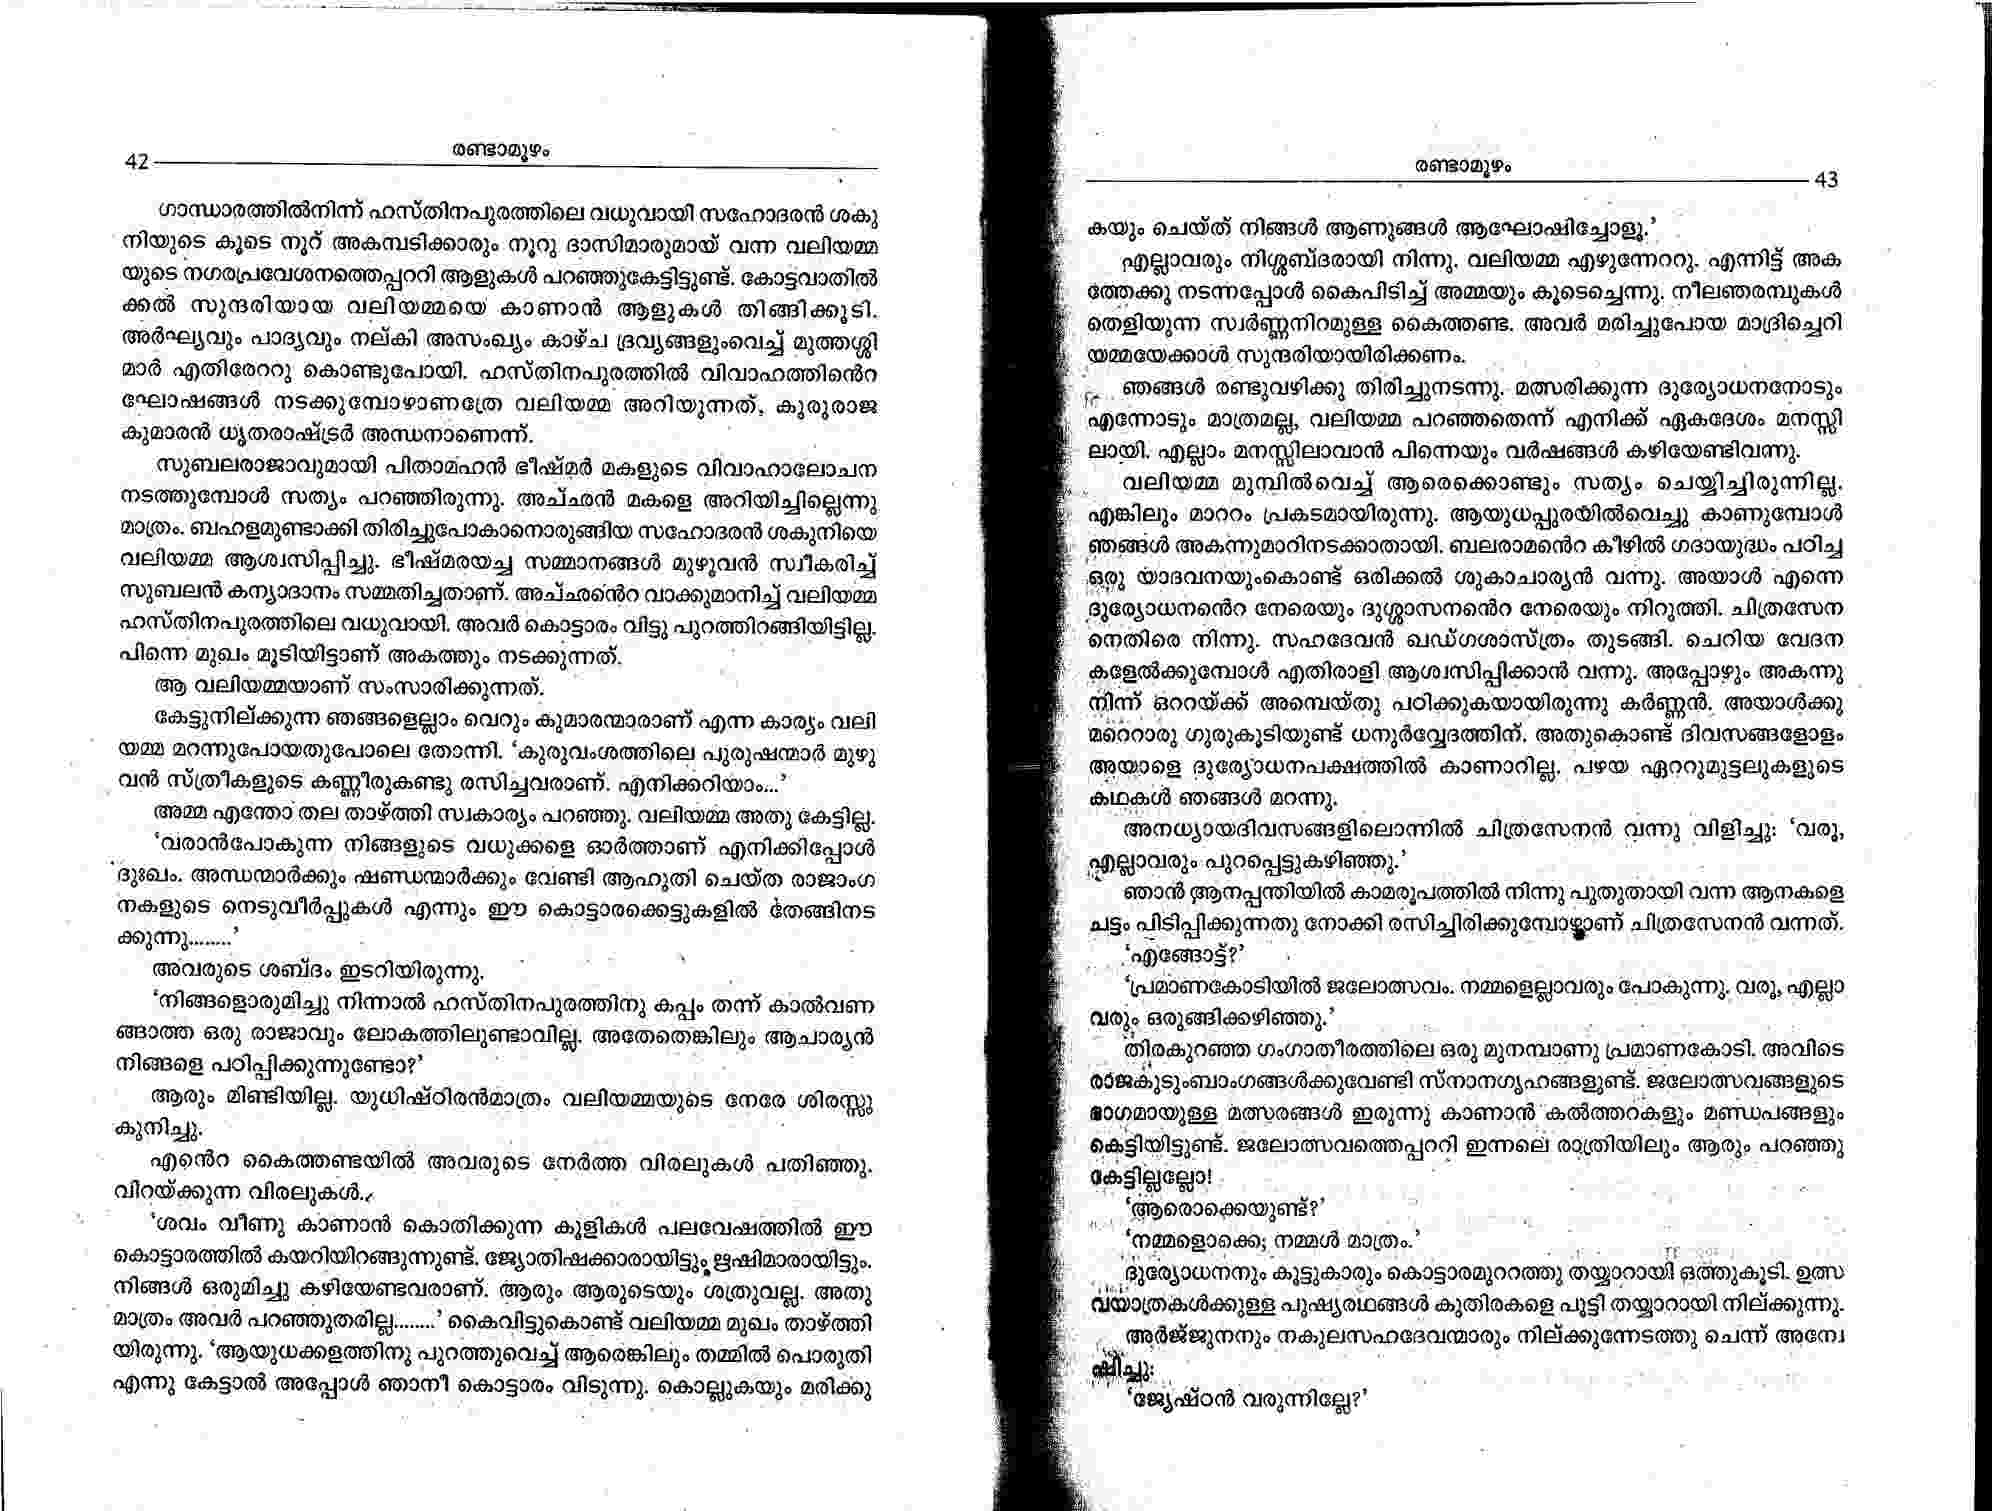 42
രണ്ടാമൂഴം
ഗാന്ധാരത്തിൽനിന്ന് ഹസ്തിനപുരത്തിലെ വധുവായി സഹോദരൻ ശകു
നിയുടെ കൂടെ നൂറ് അകമ്പടിക്കാരും നൂറു ദാസിമാരുമായ് വന്ന വലിയമ്മ
യുടെ നഗരപ്രവേശനത്തെപ്പററി ആളുകൾ പറഞ്ഞുകേട്ടിട്ടുണ്ട്. കോട്ടവാതിൽ
ക്കൽ സുന്ദരിയായ വലിയമ്മയെ കാണാൻ ആളുകൾ തിങ്ങിക്കൂടി.
അർഘ്യവും പാദ്യവും നല്കി അസംഖ്യം കാഴ്ച ദ്രവ്യങ്ങളുംവെച്ച് മുത്തശ്ശി
മാർ എതിരേററു കൊണ്ടുപോയി. ഹസ്തിനപുരത്തിൽ വിവാഹത്തിൻെറ
ഘോഷങ്ങൾ നടക്കുമ്പോഴാണത്രേ വലിയമ്മ അറിയുന്നത്, കുരുരാജ
കുമാരൻ ധൃതരാഷ്ട്രർ അന്ധനാണെന്ന്.
സുബലരാജാവുമായി പിതാമഹൻ ഭീഷ്മർ മകളുടെ വിവാഹാലോചന
നടത്തുമ്പോൾ സത്യം പറഞ്ഞിരുന്നു. അച്ഛൻ മകളെ അറിയിച്ചില്ലെന്നു
മാത്രം. ബഹളമുണ്ടാക്കി തിരിച്ചുപോകാനൊരുങ്ങിയ സഹോദരൻ ശകുനിയെ
വലിയമ്മ ആശ്വസിപ്പിച്ചു. ഭീഷ്മരയച്ച സമ്മാനങ്ങൾ മുഴുവൻ സ്വീകരിച്ച്
സുബലൻ കന്യാദാനം സമ്മതിച്ചതാണ്. അച്ഛൻെറ വാക്കുമാനിച്ച് വലിയമ്മ
ഹസ്തിനപുരത്തിലെ വധുവായി. അവർ കൊട്ടാരം വിട്ടു പുറത്തിറങ്ങിയിട്ടില്ല.
പിന്നെ മുഖം മൂടിയിട്ടാണ് അകത്തും നടക്കുന്നത്.
ആ വലിയമ്മയാണ് സംസാരിക്കുന്നത്.
കേട്ടുനില്ക്കുന്ന ഞങ്ങളെല്ലാം വെറും കുമാരന്മാരാണ് എന്ന കാര്യം വലി
യമ്മ മറന്നുപോയതുപോലെ തോന്നി. ‘കുരുവംശത്തിലെ പുരുഷന്മാർ മുഴു
വൻ സ്ത്രീകളുടെ കണ്ണീരുകണ്ടു രസിച്ചവരാണ്. എനിക്കറിയാം...’
അമ്മ എന്തോ തല താഴ്ത്തി സ്വകാര്യം പറഞ്ഞു. വലിയമ്മ അതു കേട്ടില്ല.
‘വരാൻപോകുന്ന നിങ്ങളുടെ വധുക്കളെ ഓർത്താണ് എനിക്കിപ്പോൾ
ദുഃഖം. അന്ധന്മാർക്കും ഷണ്ഡന്മാർക്കും വേണ്ടി ആഹുതി ചെയ്ത രാജാംഗ
നകളുടെ നെടുവീർപ്പുകൾ എന്നും ഈ കൊട്ടാരക്കെട്ടുകളിൽ തേങ്ങിനട
ക്കുന്നു........’
അവരുടെ ശബ്ദം ഇടറിയിരുന്നു.
‘നിങ്ങളൊരുമിച്ചു നിന്നാൽ ഹസ്തിനപുരത്തിനു കപ്പം തന്ന് കാൽവണ
ങ്ങാത്ത ഒരു രാജാവും ലോകത്തിലുണ്ടാവില്ല. അതേതെങ്കിലും ആചാര്യൻ
നിങ്ങളെ പഠിപ്പിക്കുന്നുണ്ടോ?’
ആരും മിണ്ടിയില്ല. യുധിഷ്ഠിരൻമാത്രം വലിയമ്മയുടെ നേരേ ശിരസ്സു
കുനിച്ചു.
എൻെറ കൈത്തണ്ടയിൽ അവരുടെ നേർത്ത വിരലുകൾ പതിഞ്ഞു.
വിറയ്ക്കുന്ന വിരലുകൾ..
‘ശവം വീണു കാണാൻ കൊതിക്കുന്ന കൂളികൾ പലവേഷത്തിൽ ഈ
കൊട്ടാരത്തിൽ കയറിയിറങ്ങുന്നുണ്ട്. ജ്യോതിഷക്കാരായിട്ടും ഋഷിമാരായിട്ടും.
നിങ്ങൾ ഒരുമിച്ചു കഴിയേണ്ടവരാണ്. ആരും ആരുടെയും ശത്രുവല്ല. അതു
മാത്രം അവർ പറഞ്ഞുതരില്ല........’ കൈവിട്ടുകൊണ്ട് വലിയമ്മ മുഖം താഴ്ത്തി
യിരുന്നു. ‘ആയുധക്കളത്തിനു പുറത്തുവെച്ച് ആരെങ്കിലും തമ്മിൽ പൊരുതി
എന്നു കേട്ടാൽ അപ്പോൾ ഞാനീ കൊട്ടാരം വിടുന്നു. കൊല്ലുകയും മരിക്കു
രണ്ടാമൂഴം
43
കയും ചെയ്ത് നിങ്ങൾ ആണുങ്ങൾ ആഘോഷിച്ചോളൂ.’
എല്ലാവരും നിശ്ശബ്ദരായി നിന്നു. വലിയമ്മ എഴുന്നേററു. എന്നിട്ട് അക
ത്തേക്കു നടന്നപ്പോൾ കൈപിടിച്ച് അമ്മയും കൂടെച്ചെന്നു. നീലഞരമ്പുകൾ
തെളിയുന്ന സ്വർണ്ണനിറമുള്ള കൈത്തണ്ട. അവർ മരിച്ചുപോയ മാദ്രിച്ചെറി
യമ്മയേക്കാൾ സുന്ദരിയായിരിക്കണം.
ഞങ്ങൾ രണ്ടുവഴിക്കു തിരിച്ചുനടന്നു. മത്സരിക്കുന്ന ദുര്യോധനനോടും
എന്നോടും മാത്രമല്ല, വലിയമ്മ പറഞ്ഞതെന്ന് എനിക്ക് ഏകദേശം മനസ്സി
ലായി. എല്ലാം മനസ്സിലാവാൻ പിന്നെയും വർഷങ്ങൾ കഴിയേണ്ടിവന്നു.
വലിയമ്മ മുമ്പിൽവെച്ച് ആരെക്കൊണ്ടും സത്യം ചെയ്യിച്ചിരുന്നില്ല.
എങ്കിലും മാററം പ്രകടമായിരുന്നു. ആയുധപ്പുരയിൽവെച്ചു കാണുമ്പോൾ
ഞങ്ങൾ അകന്നുമാറിനടക്കാതായി. ബലരാമൻെറ കീഴിൽ ഗദായുദ്ധം പഠിച്ച
ഒരു യാദവനയുംകൊണ്ട് ഒരിക്കൽ ശുകാചാര്യൻ വന്നു. അയാൾ എന്നെ
ദുര്യോധനൻെറ നേരെയും ദുശ്ശാസനൻെറ നേരെയും നിറുത്തി. ചിത്രസേന
നെതിരെ നിന്നു. സഹദേവൻ ഖഡ്ഗശാസ്ത്രം തുടങ്ങി. ചെറിയ വേദന
കളേൽക്കുമ്പോൾ എതിരാളി ആശ്വസിപ്പിക്കാൻ വന്നു. അപ്പോഴും അകന്നു
നിന്ന് ഒററയ്ക്ക് അമ്പെയ്തു പഠിക്കുകയായിരുന്നു കർണ്ണൻ. അയാൾക്കു
മറെറാരു ഗുരുകൂടിയുണ്ട് ധനുർവ്വേദത്തിന്. അതുകൊണ്ട് ദിവസങ്ങളോളം
അയാളെ ദുര്യോധനപക്ഷത്തിൽ കാണാറില്ല. പഴയ ഏററുമുട്ടലുകളുടെ
കഥകൾ ഞങ്ങൾ മറന്നു.
അനധ്യായദിവസങ്ങളിലൊന്നിൽ ചിത്രസേനൻ വന്നു വിളിച്ചു: ‘വരൂ,
എല്ലാവരും പുറപ്പെട്ടുകഴിഞ്ഞു.’
ഞാൻ ആനപ്പന്തിയിൽ കാമരൂപത്തിൽ നിന്നു പുതുതായി വന്ന ആനകളെ
ചട്ടം പിടിപ്പിക്കുന്നതു നോക്കി രസിച്ചിരിക്കുമ്പോഴാണ് ചിത്രസേനൻ വന്നത്.
‘എങ്ങോട്ട്?’
‘പ്രമാണകോടിയിൽ ജലോത്സവം. നമ്മളെല്ലാവരും പോകുന്നു. വരൂ, എല്ലാ
വരും ഒരുങ്ങിക്കഴിഞ്ഞു.’
തിരകുറഞ്ഞ ഗംഗാതീരത്തിലെ ഒരു മുനമ്പാണു പ്രമാണകോടി. അവിടെ
രാജകുടുംബാംഗങ്ങൾക്കുവേണ്ടി സ്നാനഗൃഹങ്ങളുണ്ട്. ജലോത്സവങ്ങളുടെ
ഭാഗമായുള്ള മത്സരങ്ങൾ ഇരുന്നു കാണാൻ കൽത്തറകളും മണ്ഡപങ്ങളും
കെട്ടിയിട്ടുണ്ട്. ജലോത്സവത്തെപ്പററി ഇന്നലെ രാത്രിയിലും ആരും പറഞ്ഞു
കേട്ടില്ലല്ലോ!
‘ആരൊക്കെയുണ്ട്?’
‘നമ്മളൊക്കെ; നമ്മൾ മാത്രം.’
ദുര്യോധനനും കൂട്ടുകാരും കൊട്ടാരമുററത്തു തയ്യാറായി ഒത്തുകൂടി. ഉത്സ
വയാത്രകൾക്കുള്ള പുഷ്യരഥങ്ങൾ കുതിരകളെ പൂട്ടി തയ്യാറായി നില്ക്കുന്നു.
അർജ്ജുനനും നകുലസഹദേവന്മാരും നില്ക്കുന്നേടത്തു ചെന്ന് അന്വേ
ഷിച്ചു:
‘ജ്യേഷ്ഠൻ വരുന്നില്ലേ?’